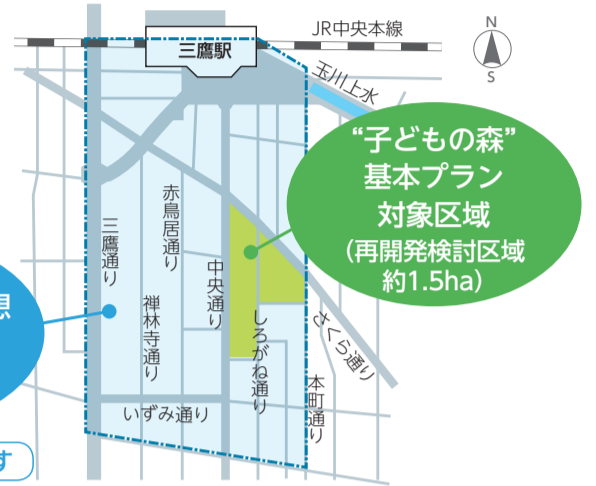 JR中央本線
三鷹駅
N
S
玉川上水
“子どもの森”
基本プラン
対象区域
(再開発検討区域
約1.5ha)
三鷹通り
赤鳥居通り
禅林寺通り
中央通り
しろがね通り
さくら通り
本町通り
いずみ通り
想
す